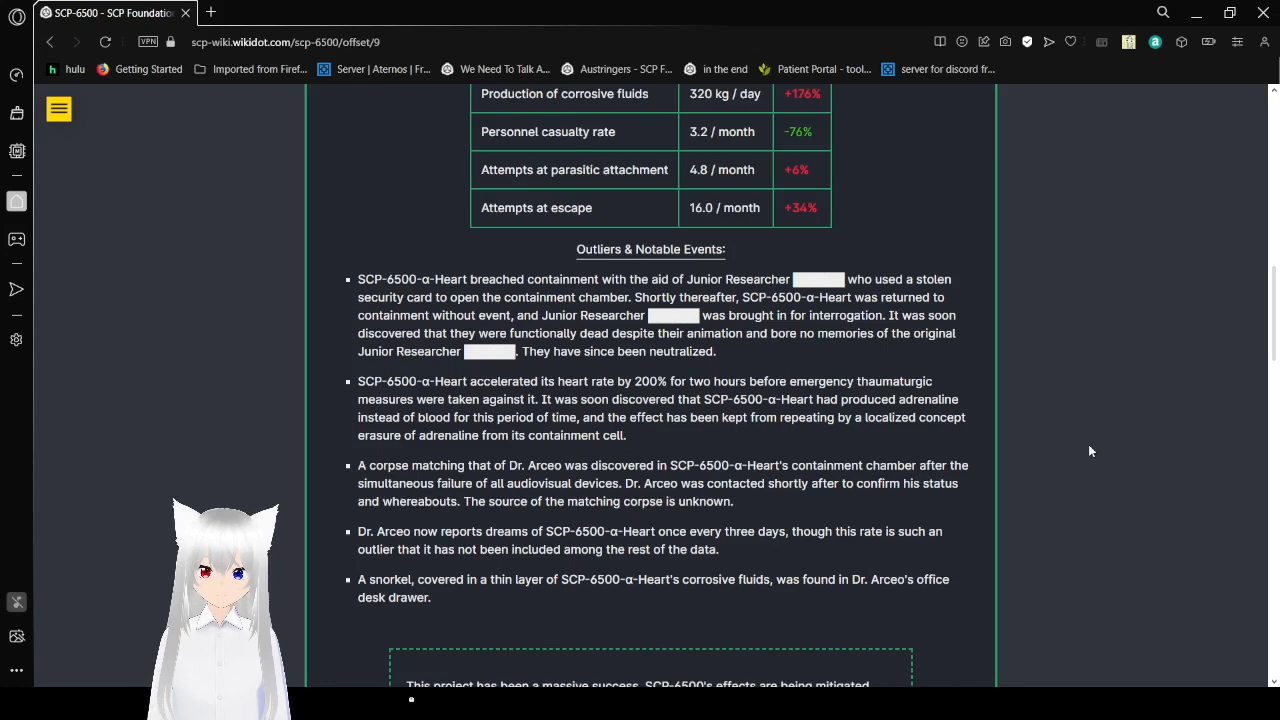 SCP-6500 - SCP Foundatio
VPN
scp-wiki.wikidot.com/scp-6500/offset/9
hulu
Getting Started
Imported from Firef...
Server | Aternos | Fr...
We Need To Talk A...
Austringers - SCP F...
in the end
Patient Portal - tool...
server for discord fr...
Production of corrosive fluids 320 kg / day +176%
Personnel casualty rate 3.2 / month -76%
Attempts at parasitic attachment 4.8 / month +6%
Attempts at escape 16.0 / month +34%
Outliers & Notable Events:
SCP-6500-α-Heart breached containment with the aid of Junior Researcher who used a stolen
security card to open the containment chamber. Shortly thereafter, SCP-6500-α-Heart was returned to
containment without event, and Junior Researcher was brought in for interrogation. It was soon
discovered that they were functionally dead despite their animation and bore no memories of the original
Junior Researcher . They have since been neutralized.
SCP-6500-α-Heart accelerated its heart rate by 200% for two hours before emergency thaumaturgic
measures were taken against it. It was soon discovered that SCP-6500-α-Heart had produced adrenaline
instead of blood for this period of time, and the effect has been kept from repeating by a localized concept
erasure of adrenaline from its containment cell.
A corpse matching that of Dr. Arceo was discovered in SCP-6500-α-Heart's containment chamber after the
simultaneous failure of all audiovisual devices. Dr. Arceo was contacted shortly after to confirm his status
and whereabouts. The source of the matching corpse is unknown.
Dr. Arceo now reports dreams of SCP-6500-α-Heart once every three days, though this rate is such an
outlier that it has not been included among the rest of the data.
A snorkel, covered in a thin layer of SCP-6500-α-Heart's corrosive fluids, was found in Dr. Arceo's office
desk drawer.
This project has been a massive success. SCP-6500's effects are being mitigated